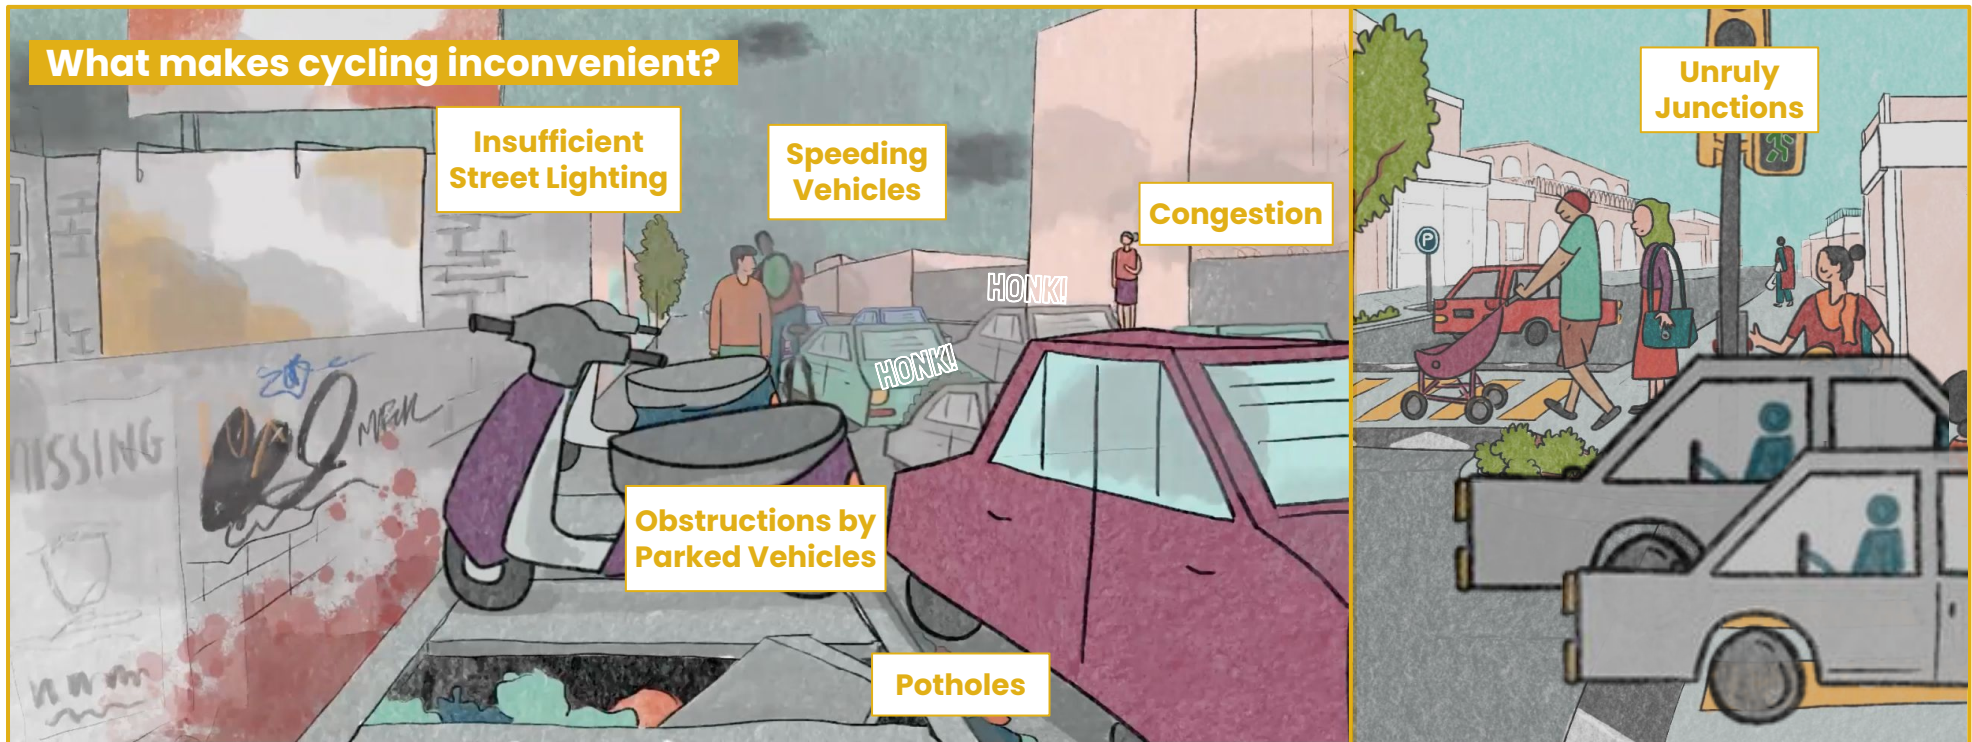 What makes cycling inconvenient?
Insufficient
Street Lighting
Speeding
Vehicles
Congestion
Unruly
Junctions
P
HONK!
HONK!
MISSING
Obstructions by
Parked Vehicles
Potholes